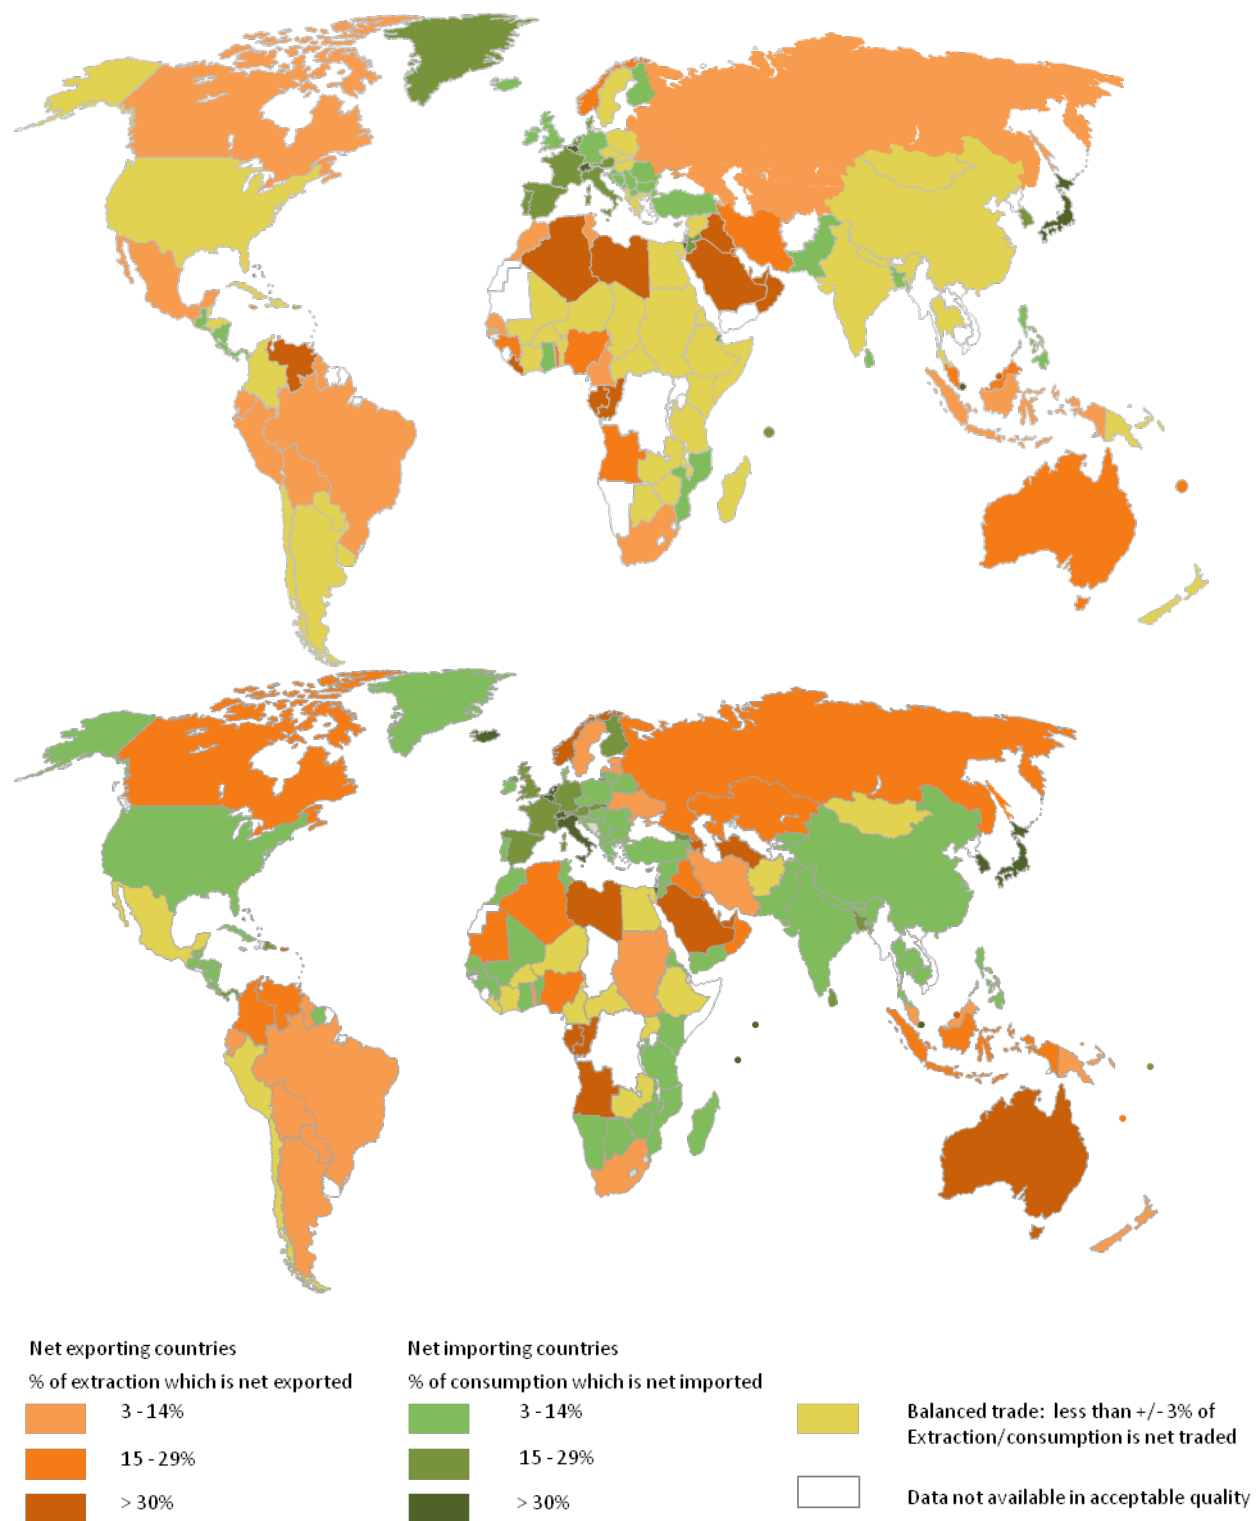 Net exporting countries
% of extraction which is net exported
3 - 14%
15 - 29%
> 30%
Net importing countries
% of consumption which is net imported
3 - 14%
15 - 29%
> 30%
Balanced trade: less than +/- 3% of
Extraction/consumption is net traded
Data not available in acceptable quality